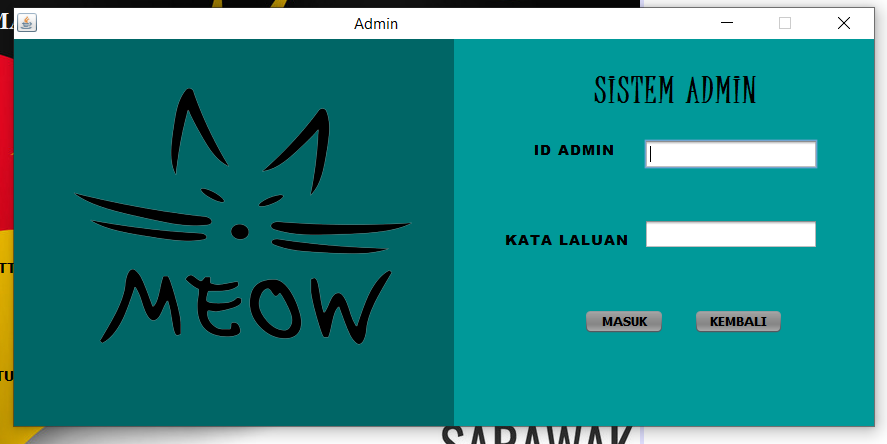 Admin
SISTEM ADMIN
ID ADMIN
KATA LALUAN
MASUK
KEMBALI
MEOW
SARAWAK